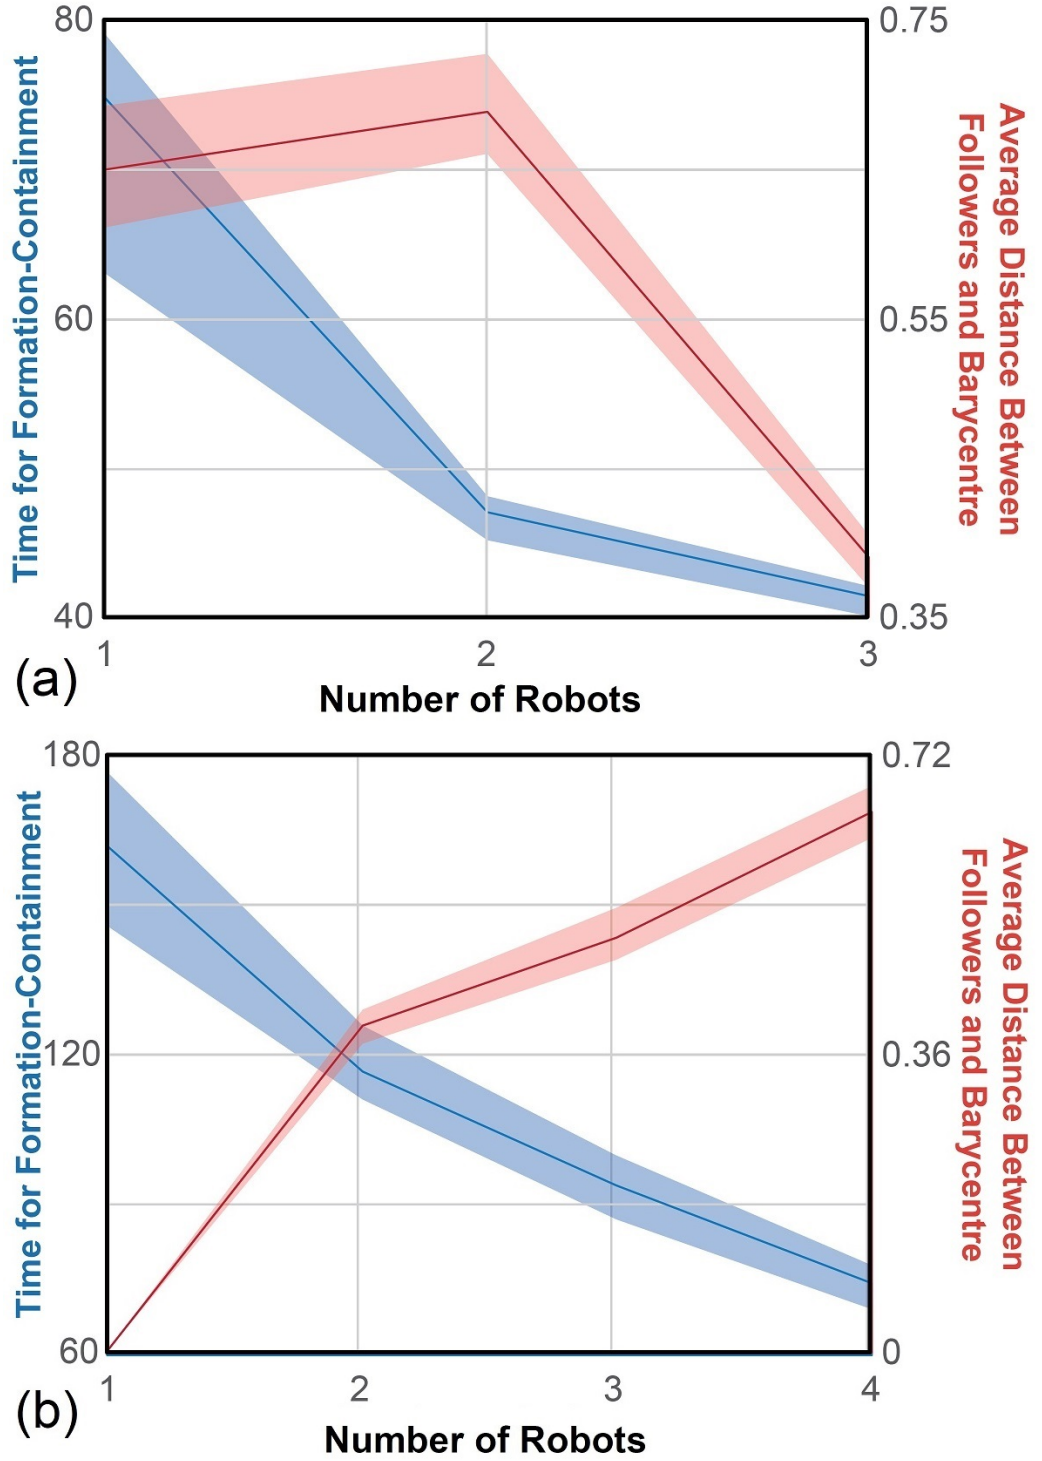 80
60
40
Time for Formation-Containment
0.75
0.55
0.35
Average Distance Between
Followers and Barycentre
1 2 3
(a)
Number of Robots
180
120
60
Time for Formation-Containment
0.72
0.36
0
Average Distance Between
Followers and Barycentre
1 2 3 4
(b)
Number of Robots